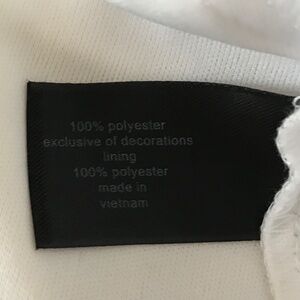 100% polyester
exclusive of decorations
lining
100% polyester
made in
vietnam